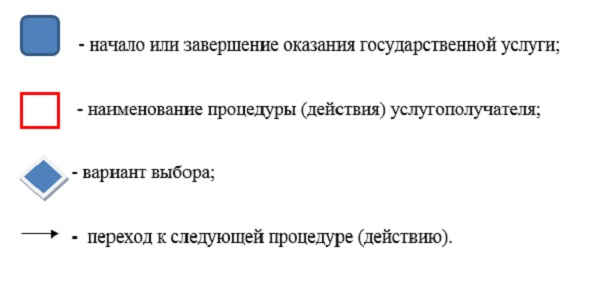 - начало или завершение оказания государственной услуги;
- наименование процедуры (действия) услугополучателя;
- вариант выбора;
- переход к следующей процедуре (действию).